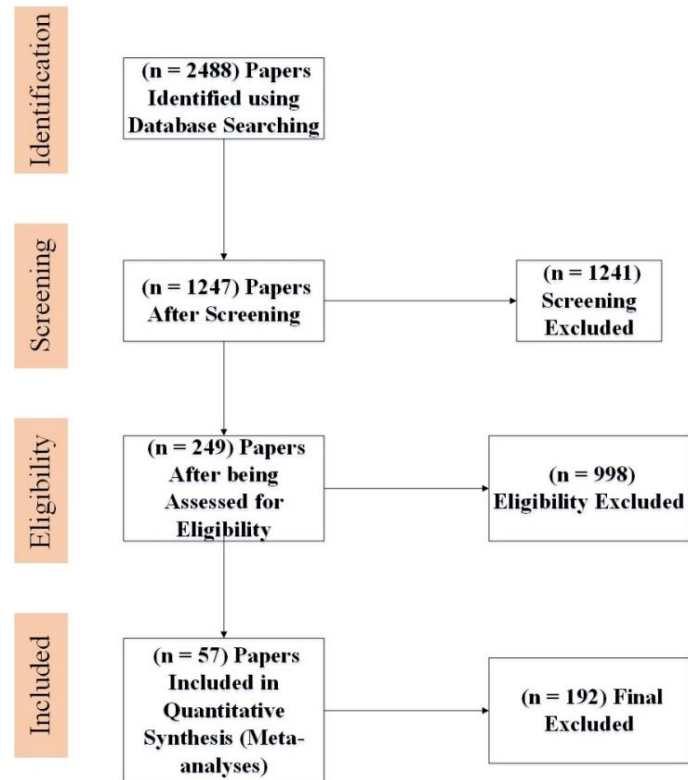 Identification
(n = 2488) Papers
Identified using
Database Searching
Screening
(n = 1247) Papers
After Screening
(n = 1241)
Screening
Excluded
Eligibility
(n = 249) Papers
After being
Assessed for
Eligibility
(n = 998)
Eligibility Excluded
Included
(n = 57) Papers
Included in
Quantitative
Synthesis (Meta-
analyses)
(n = 192) Final
Excluded